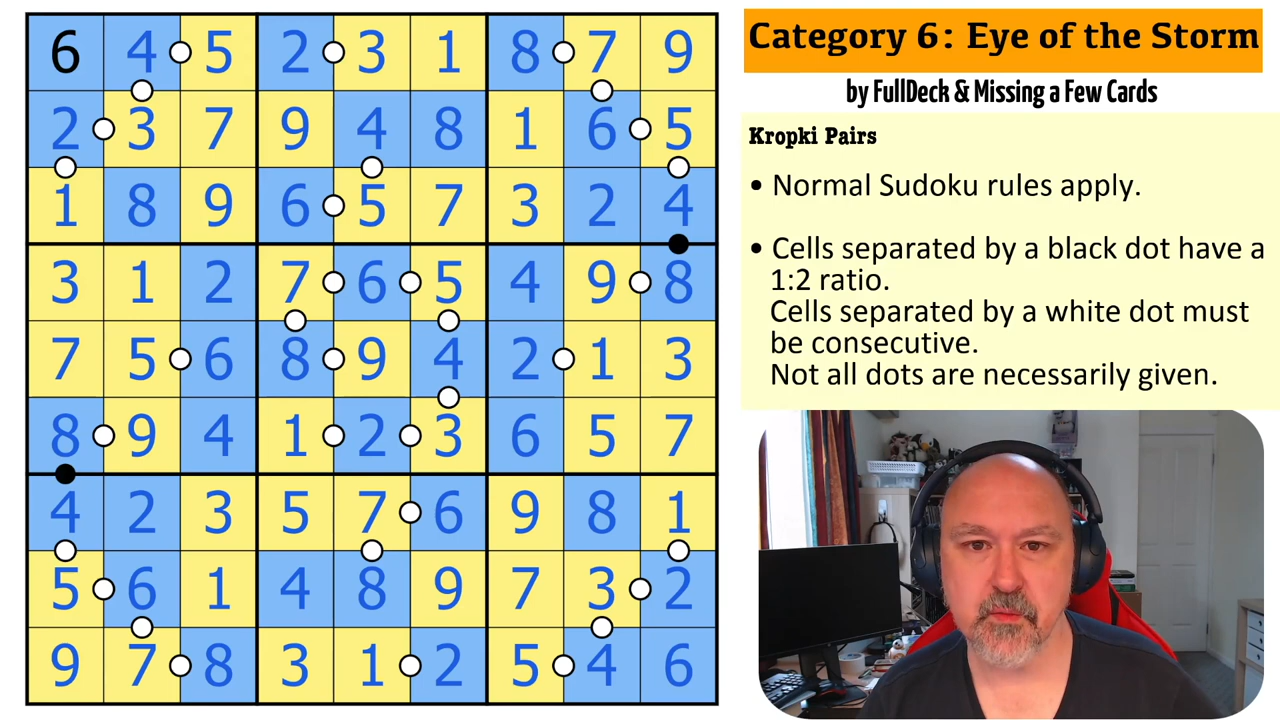 6 4 5 2 3 1 8 7 9
2 3 7 9 4 8 1 6 5
1 8 9 6 5 7 3 2 4
3 1 2 7 6 5 4 9 8
7 5 6 8 9 4 2 1 3
8 9 4 1 2 3 6 5 7
4 2 3 5 7 6 9 8 1
5 6 1 4 8 9 7 3 2
9 7 8 3 1 2 5 4 6
Category 6: Eye of the Storm
by FullDeck & Missing a Few Cards
Kropki Pairs
• Normal Sudoku rules apply.
• Cells separated by a black dot have a
1:2 ratio.
Cells separated by a white dot must
be consecutive.
Not all dots are necessarily given.